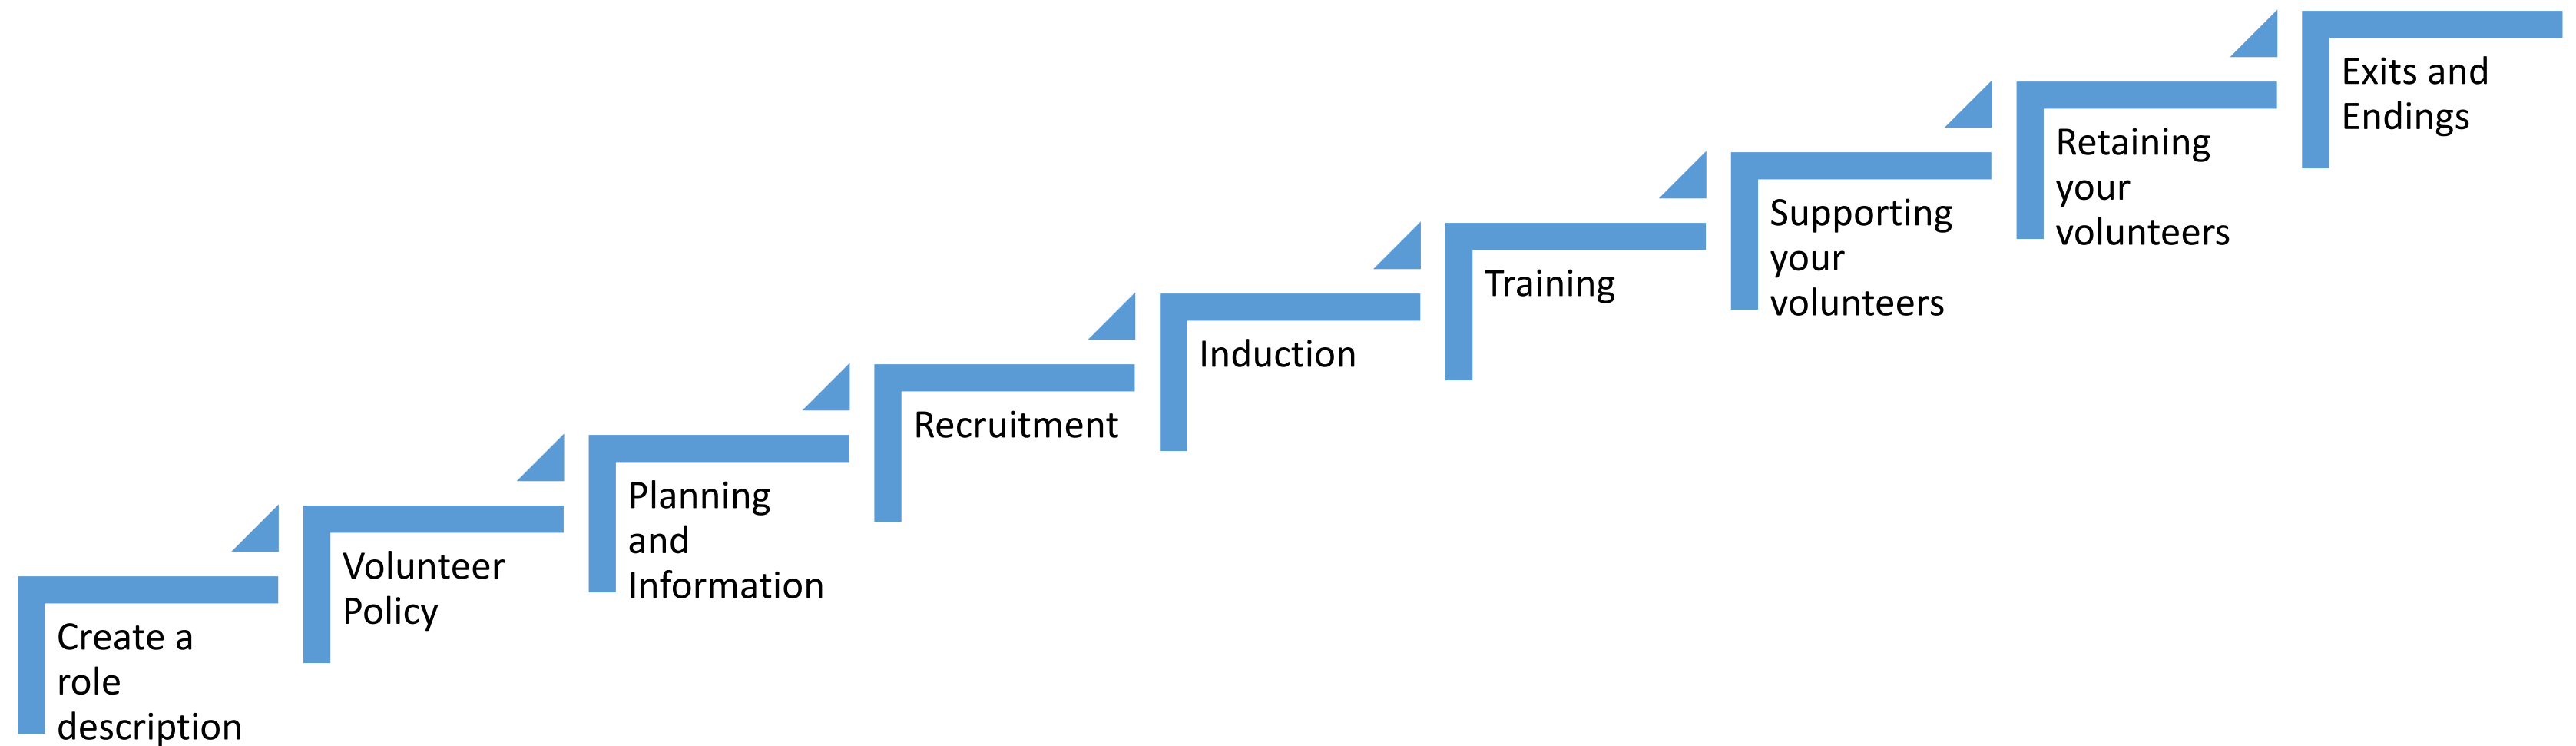 Create a
role
description
Volunteer
Policy
Planning
and
Information
Recruitment
Induction
Training
Supporting
your
volunteers
Retaining
your
volunteers
Exits and
Endings